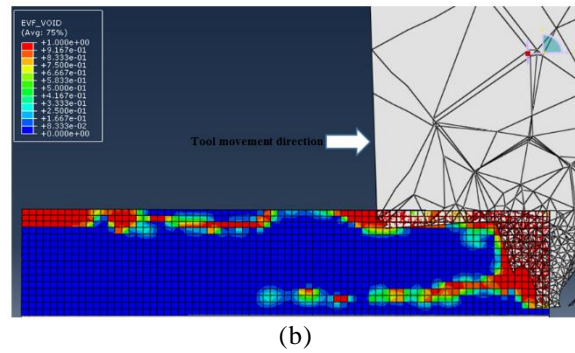 EVF_VOID
(Avg: 75%)
+1.000e+00
+9.167e-01
+8.333e-01
+7.500e-01
+6.667e-01
+5.833e-01
+5.000e-01
+4.167e-01
+3.333e-01
+2.500e-01
+1.667e-01
+8.333e-02
+0.000e+00
Tool movement direction
(b)